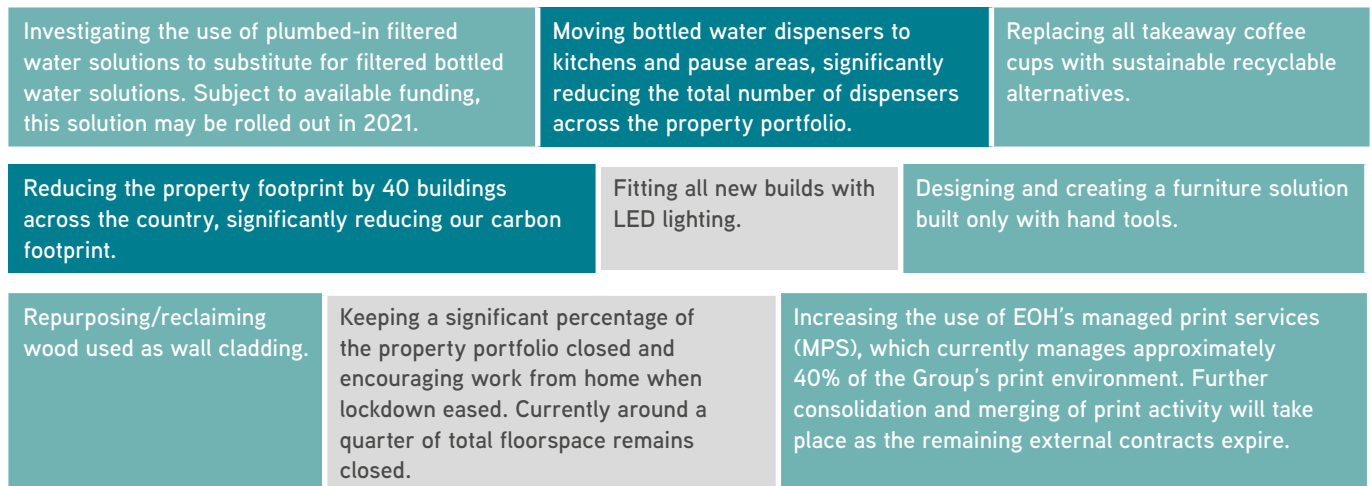 Investigating the use of plumbed-in filtered
water solutions to substitute for filtered bottled
water solutions. Subject to available funding,
this solution may be rolled out in 2021.
Moving bottled water dispensers to
kitchens and pause areas, significantly
reducing the total number of dispensers
across the property portfolio.
Replacing all takeaway coffee
cups with sustainable recyclable
alternatives.
Reducing the property footprint by 40 buildings
across the country, significantly reducing our carbon
footprint.
Fitting all new builds with
LED lighting.
Designing and creating a furniture solution
built only with hand tools.
Repurposing/reclaiming
wood used as wall cladding.
Keeping a significant percentage of
the property portfolio closed and
encouraging work from home when
lockdown eased. Currently around a
quarter of total floorspace remains
closed.
Increasing the use of EOH's managed print services
(MPS), which currently manages approximately
40% of the Group's print environment. Further
consolidation and merging of print activity will take
place as the remaining external contracts expire.